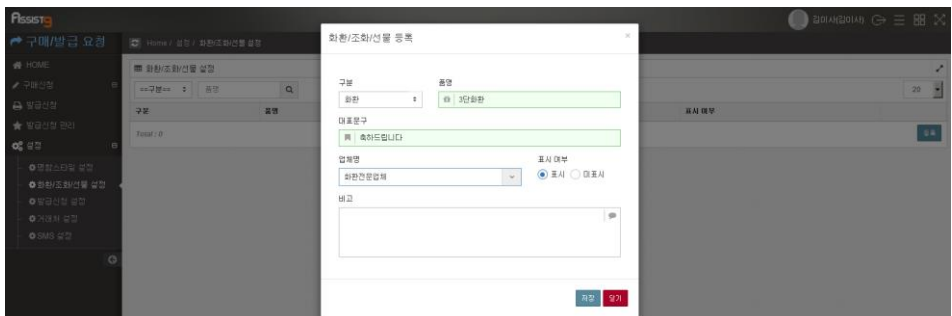 Assist9
김이사(김이사)
구매/발급 요청
Home / 설정 / 화환/조화/선물 설정
HOME
구매신청
발급신청
발급신청 관리
설정
명함스타일 설정
화환/조화/선물 설정
발급신청 설정
거래처 설정
SMS 설정
화환/조화/선물 설정
==구분==
품명
20
구분
품명
표시 여부
Total : 0
등록
화환/조화/선물 등록
×
구분
품명
화환
3단화환
대표문구
축하드립니다
업체명
표시 여부
화환전문업체
표시
미표시
비고
저장
닫기